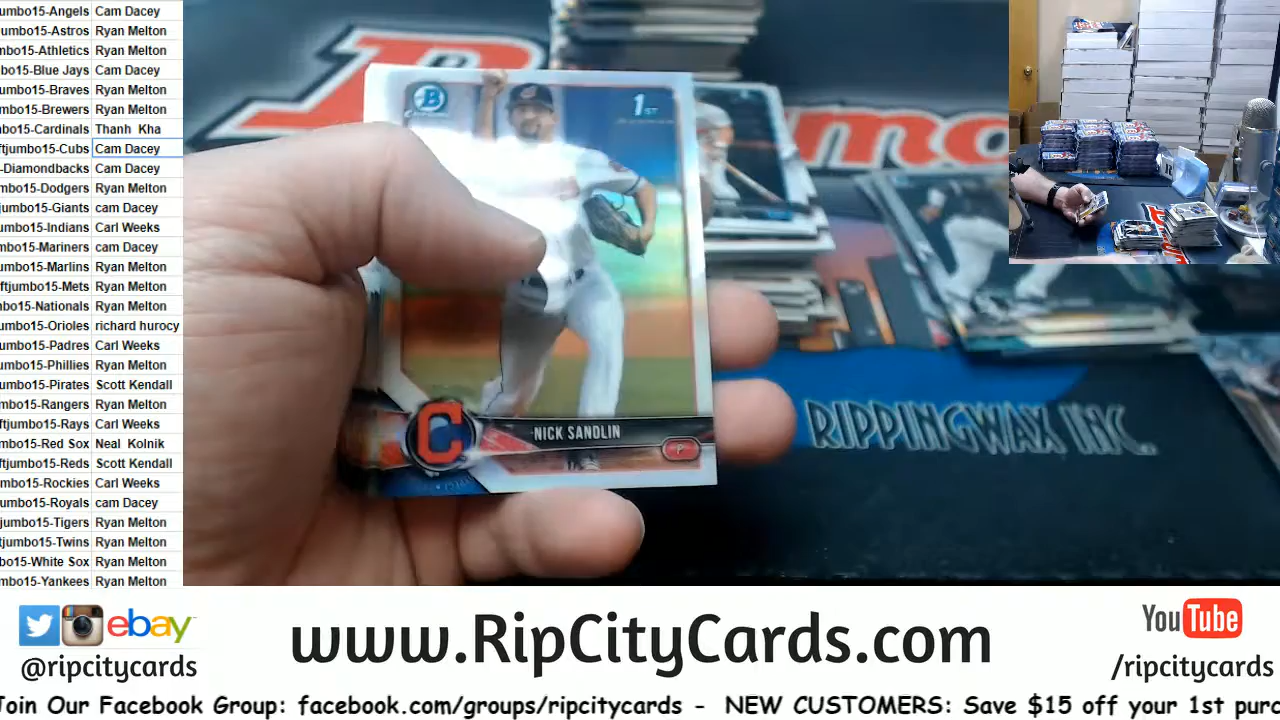 umbo15-Angels Cam Dacey
umbo15-Astros Ryan Melton
mbo15-Athletics Ryan Melton
bo15-Blue Jays Cam Dacey
umbo15-Braves Ryan Melton
mbo15-Brewers Ryan Melton
bo15-Cardinals Thanh Kha
ftjumbo15-Cubs Cam Dacey
-Diamondbacks Cam Dacey
mbo15-Dodgers Ryan Melton
jumbo15-Giants cam Dacey
umbo15-Indians Carl Weeks
mbo15-Mariners cam Dacey
umbo15-Marlins Ryan Melton
ftjumbo15-Mets Ryan Melton
bo15-Nationals Ryan Melton
umbo15-Orioles richard hurocy
umbo15-Padres Carl Weeks
mbo15-Phillies Ryan Melton
umbo15-Pirates Scott Kendall
mbo15-Rangers Ryan Melton
ftjumbo15-Rays Carl Weeks
mbo15-Red Sox Neal Kolnik
ftjumbo15-Reds Scott Kendall
mbo15-Rockies Carl Weeks
umbo15-Royals cam Dacey
jumbo15-Tigers Ryan Melton
tjumbo15-Twins Ryan Melton
bo15-White Sox Ryan Melton
mbo15-Yankees Ryan Melton
B
1ST
C
NICK SANDLIN
P
RIPPINGWAX INC.
ebay
@ripcitycards
www.RipCityCards.com
YouTube
/ripcitycards
Join Our Facebook Group: facebook.com/groups/ripcitycards - NEW CUSTOMERS: Save $15 off your 1st purc